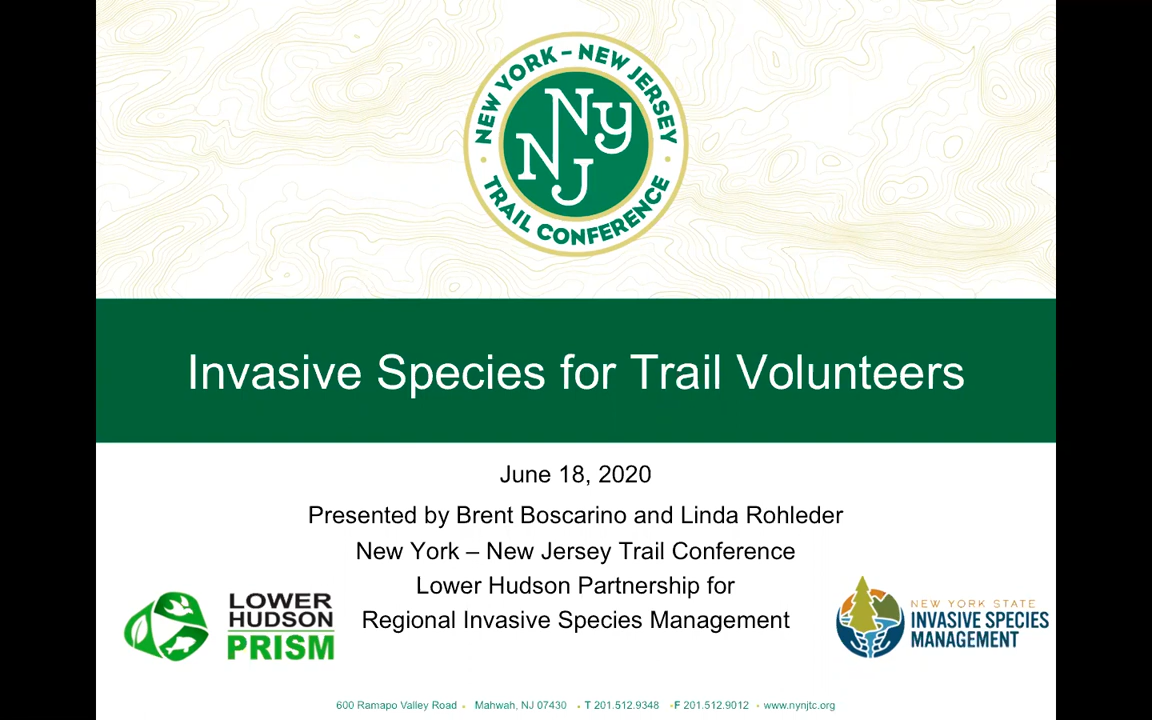 NEW YORK – NEW JERSEY
NY
NJ
TRAIL CONFERENCE
Invasive Species for Trail Volunteers
June 18, 2020
Presented by Brent Boscarino and Linda Rohleder
New York – New Jersey Trail Conference
Lower Hudson Partnership for
Regional Invasive Species Management
LOWER
HUDSON
PRISM
NEW YORK STATE
INVASIVE SPECIES
MANAGEMENT
600 Ramapo Valley Road • Mahwah, NJ 07430 • T 201.512.9348 • F 201.512.9012 • www.nynjtc.org